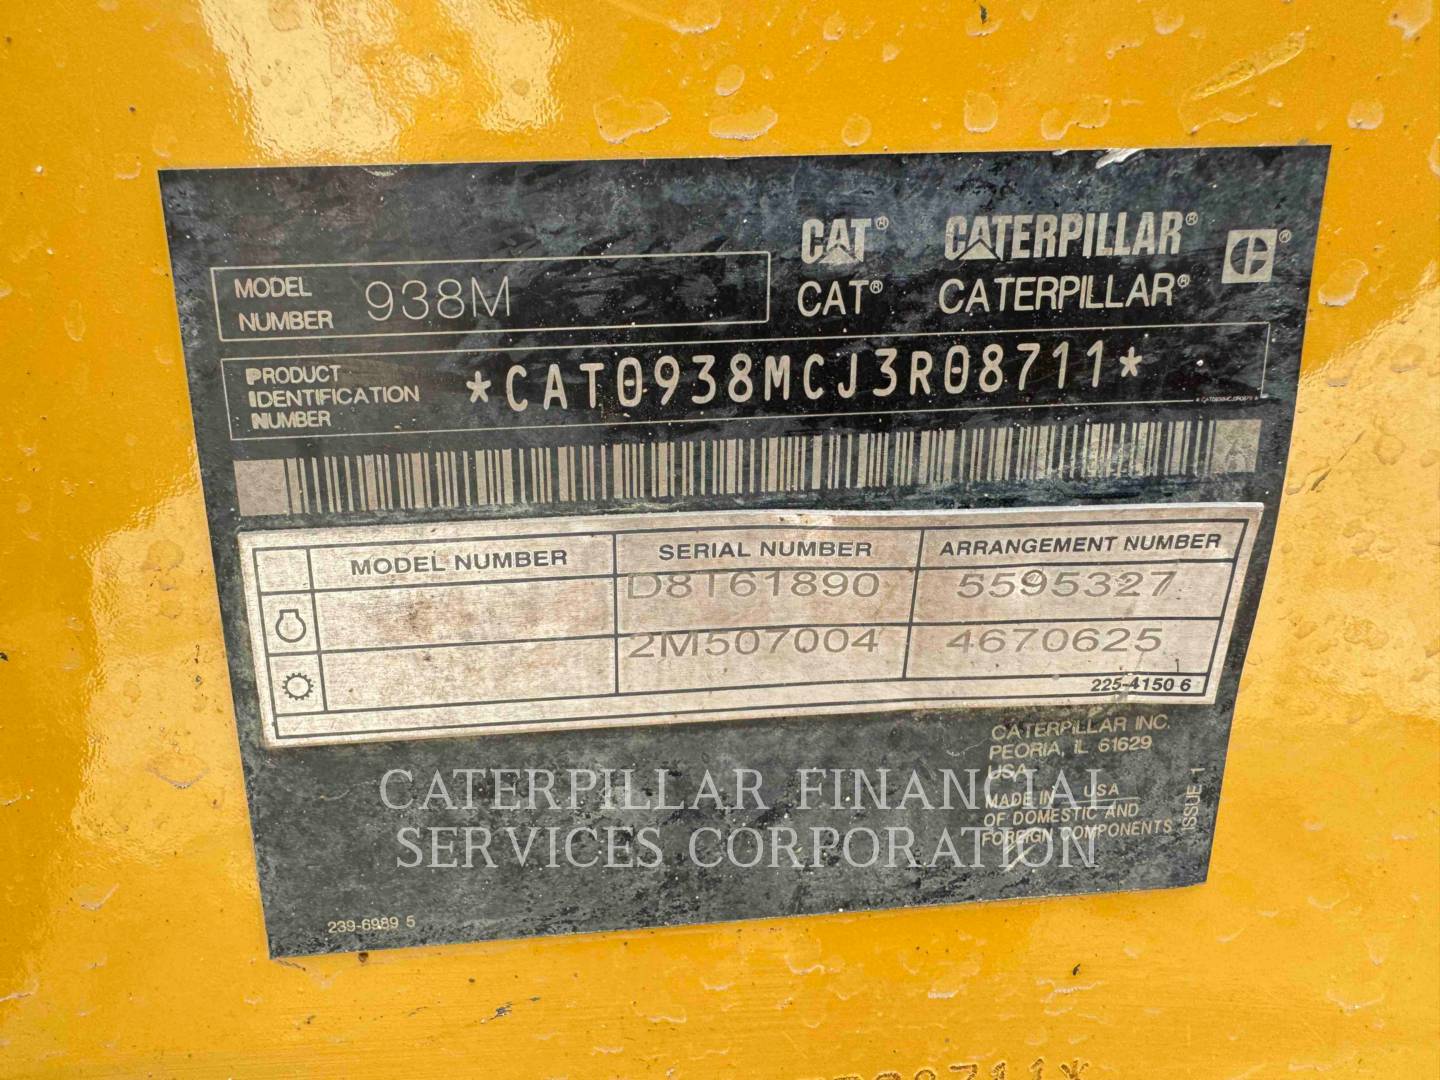 CAT® CATERPILLAR®
MODEL NUMBER 938M
CAT® CATERPILLAR®
PRODUCT IDENTIFICATION NUMBER *CAT0938MCJ3R08711*
MODEL NUMBER SERIAL NUMBER ARRANGEMENT NUMBER
D8T61890 5595327
2M507004 4670625
225-4150 6
CATERPILLAR INC.
PEORIA, IL 61629
USA
MADE IN USA
OF DOMESTIC AND
FOREIGN COMPONENTS
ISSUE 1
CATERPILLAR FINANCIAL
SERVICES CORPORATION
239-6989 5
08711*